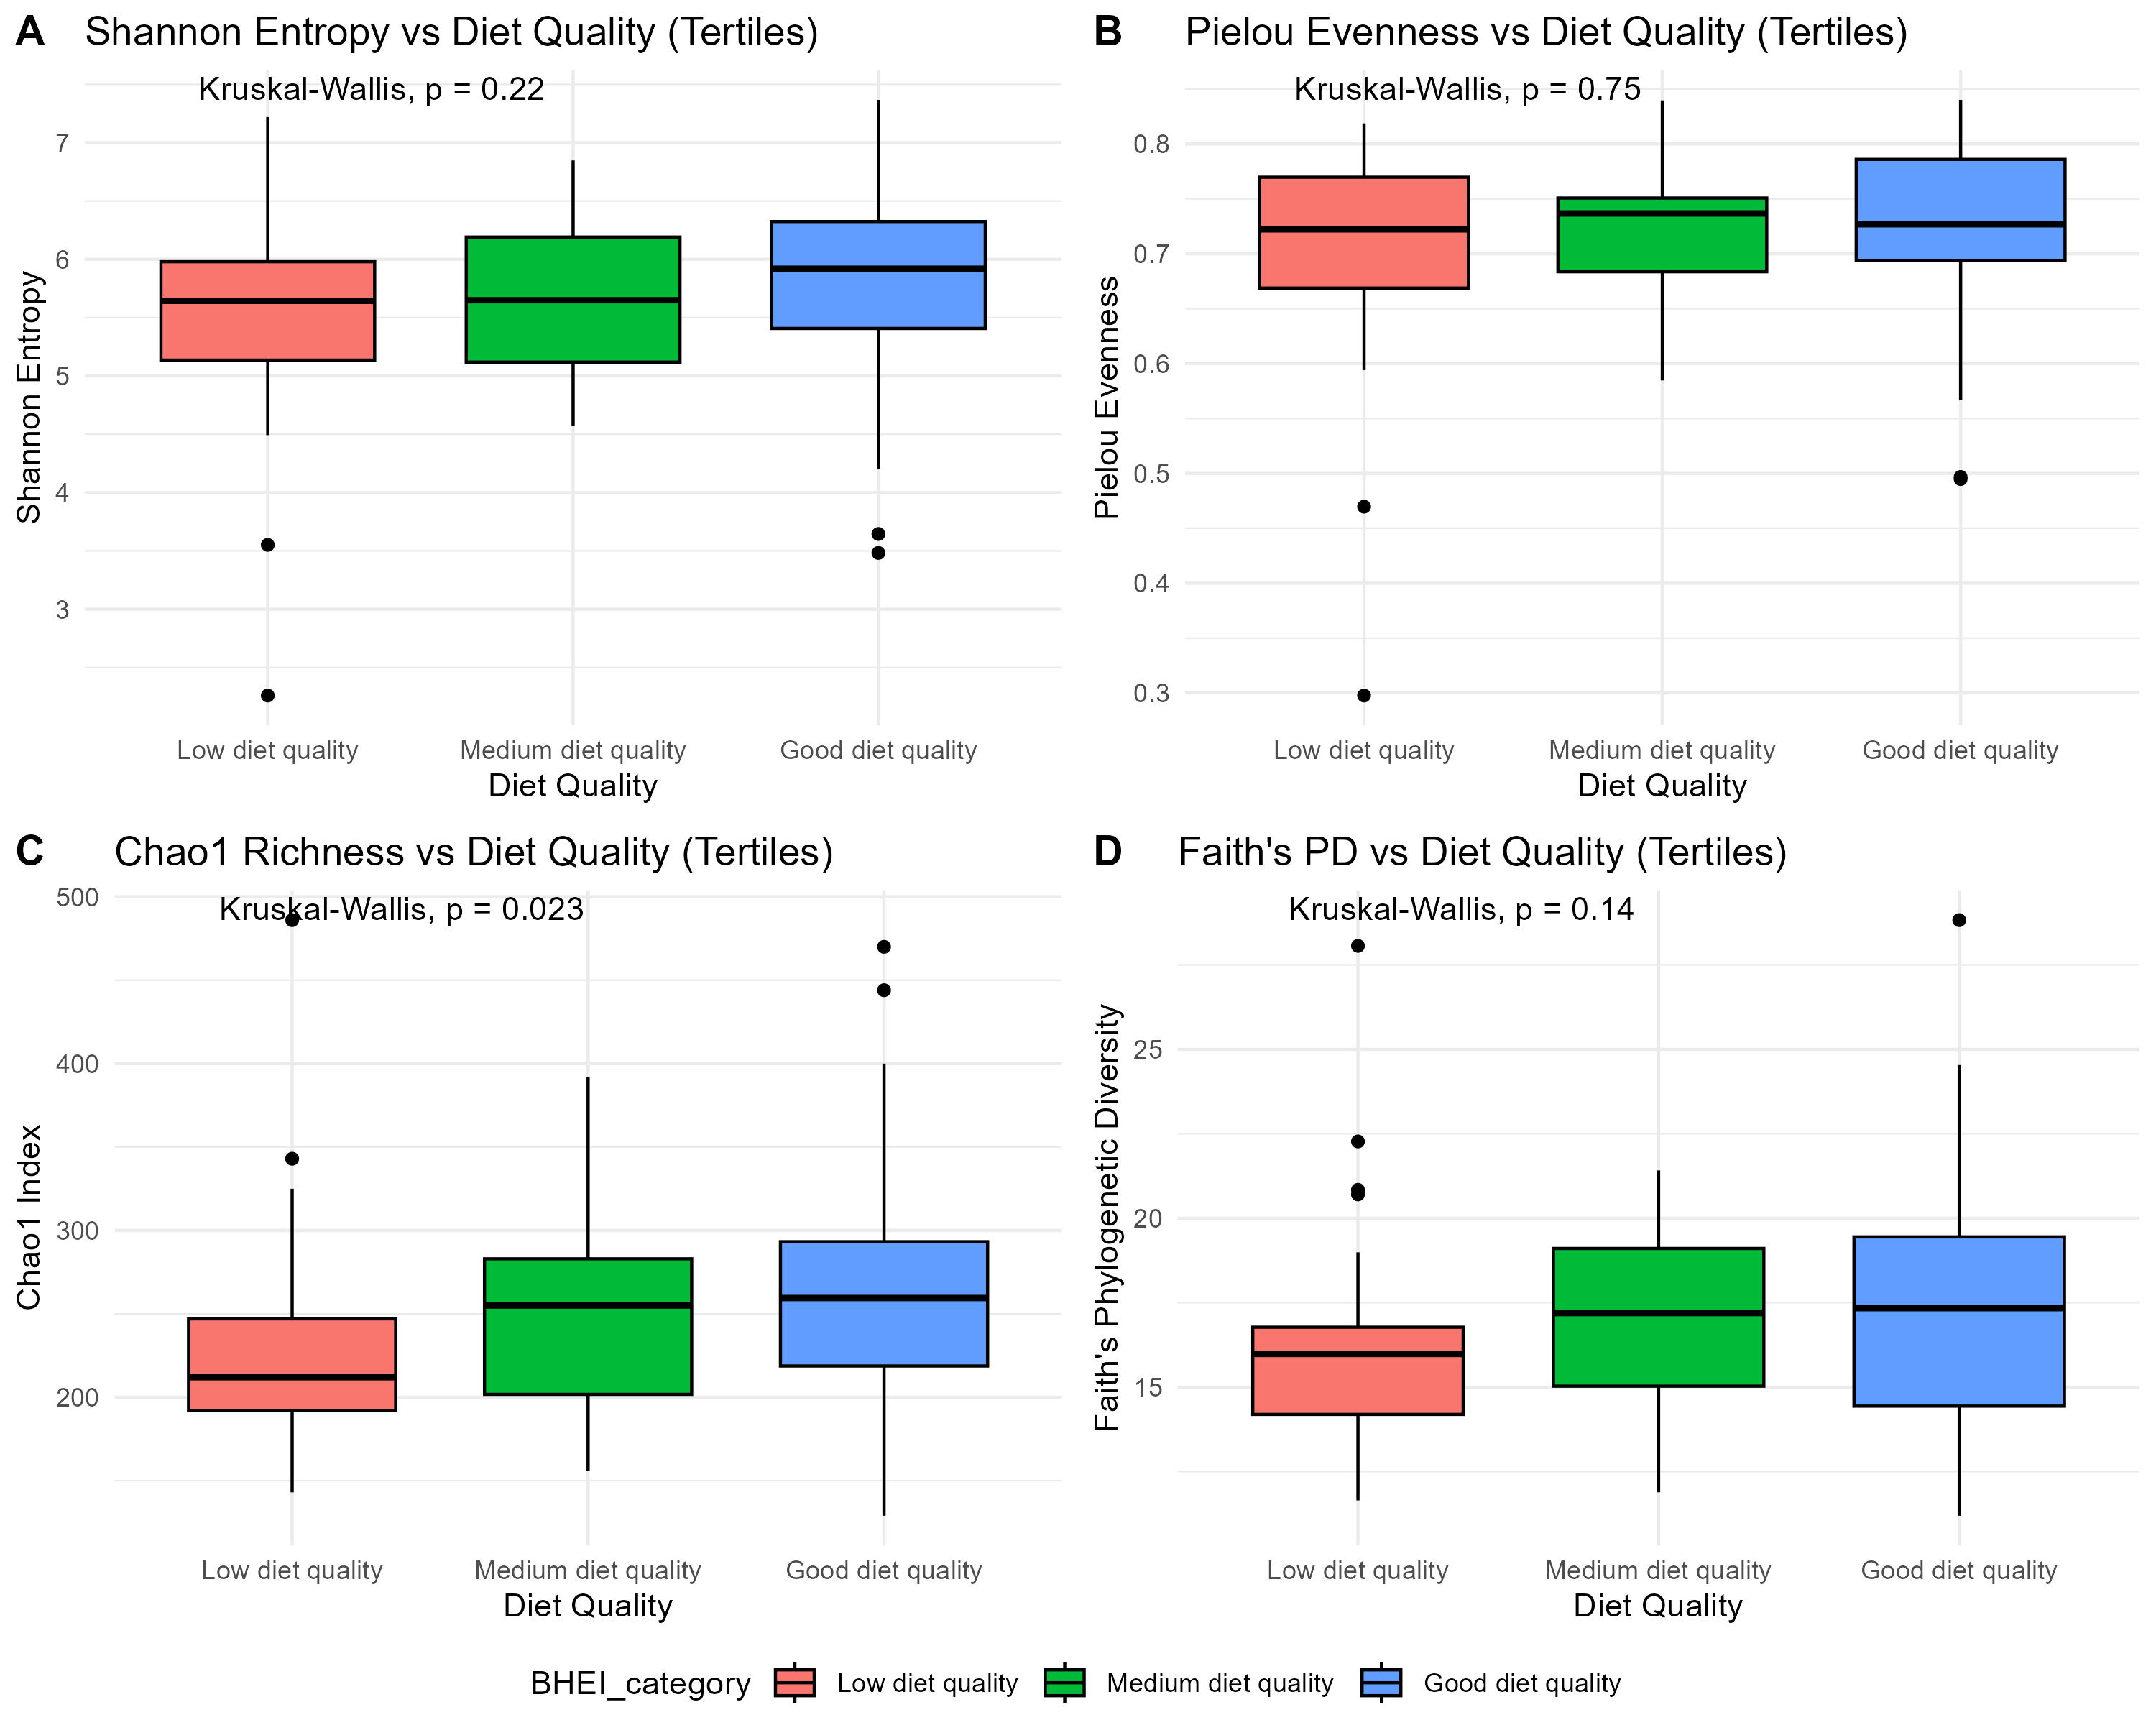 A Shannon Entropy vs Diet Quality (Tertiles)
Kruskal-Wallis, p = 0.22
Shannon Entropy
7
6
5
4
3
Low diet quality Medium diet quality Good diet quality
Diet Quality
B Pielou Evenness vs Diet Quality (Tertiles)
Kruskal-Wallis, p = 0.75
Pielou Evenness
0.8
0.7
0.6
0.5
0.4
0.3
Low diet quality Medium diet quality Good diet quality
Diet Quality
C Chao1 Richness vs Diet Quality (Tertiles)
Kruskal-Wallis, p = 0.023
Chao1 Index
500
400
300
200
Low diet quality Medium diet quality Good diet quality
Diet Quality
D Faith's PD vs Diet Quality (Tertiles)
Kruskal-Wallis, p = 0.14
Faith's Phylogenetic Diversity
25
20
15
Low diet quality Medium diet quality Good diet quality
Diet Quality
BHEI_category Low diet quality Medium diet quality Good diet quality